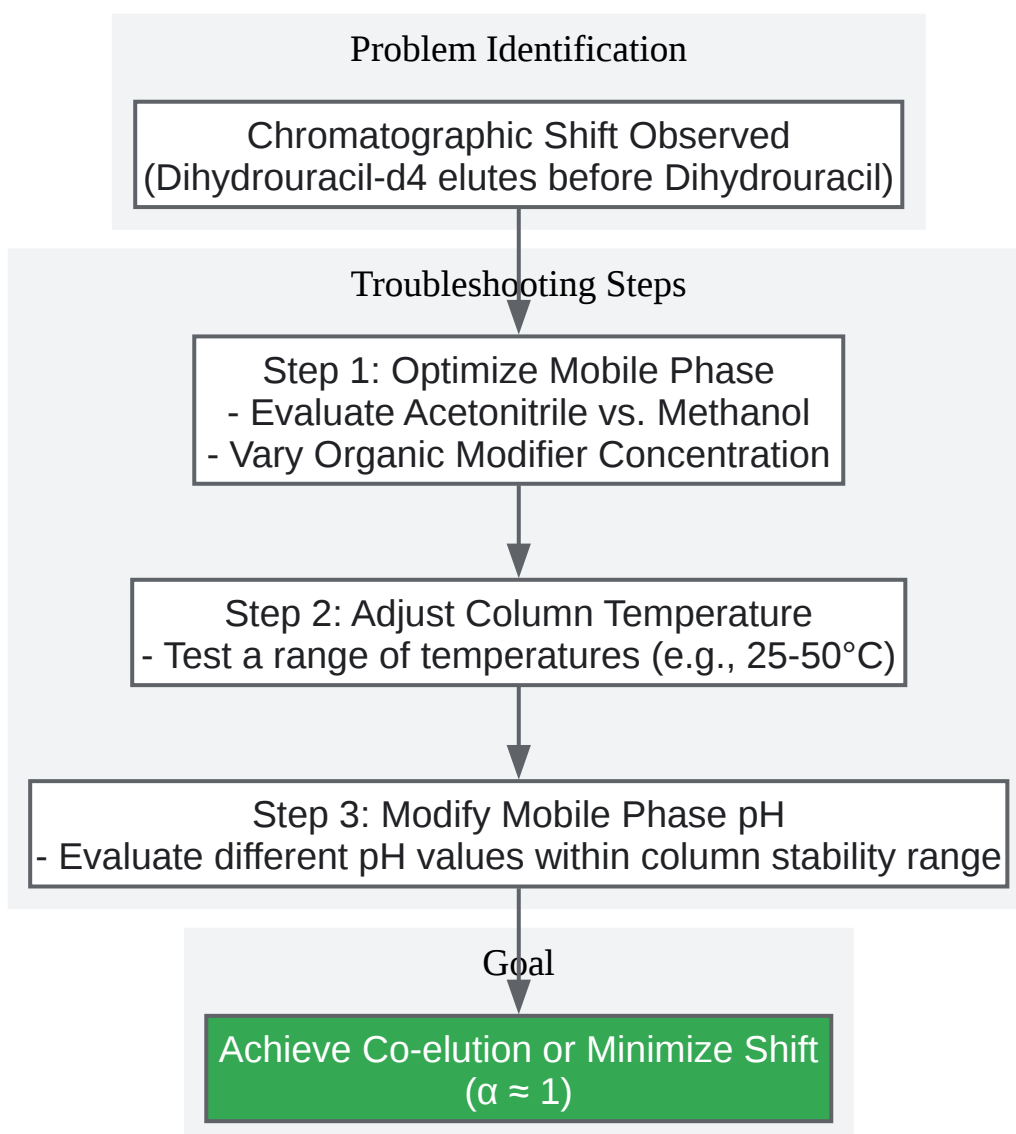 Problem Identification
Chromatographic Shift Observed
(Dihydrouracil-d4 elutes before Dihydrouracil)
Troubleshooting Steps
Step 1: Optimize Mobile Phase
- Evaluate Acetonitrile vs. Methanol
- Vary Organic Modifier Concentration
Step 2: Adjust Column Temperature
- Test a range of temperatures (e.g., 25-50°C)
Step 3: Modify Mobile Phase pH
- Evaluate different pH values within column stability range
Goal
Achieve Co-elution or Minimize Shift
(α ≈ 1)